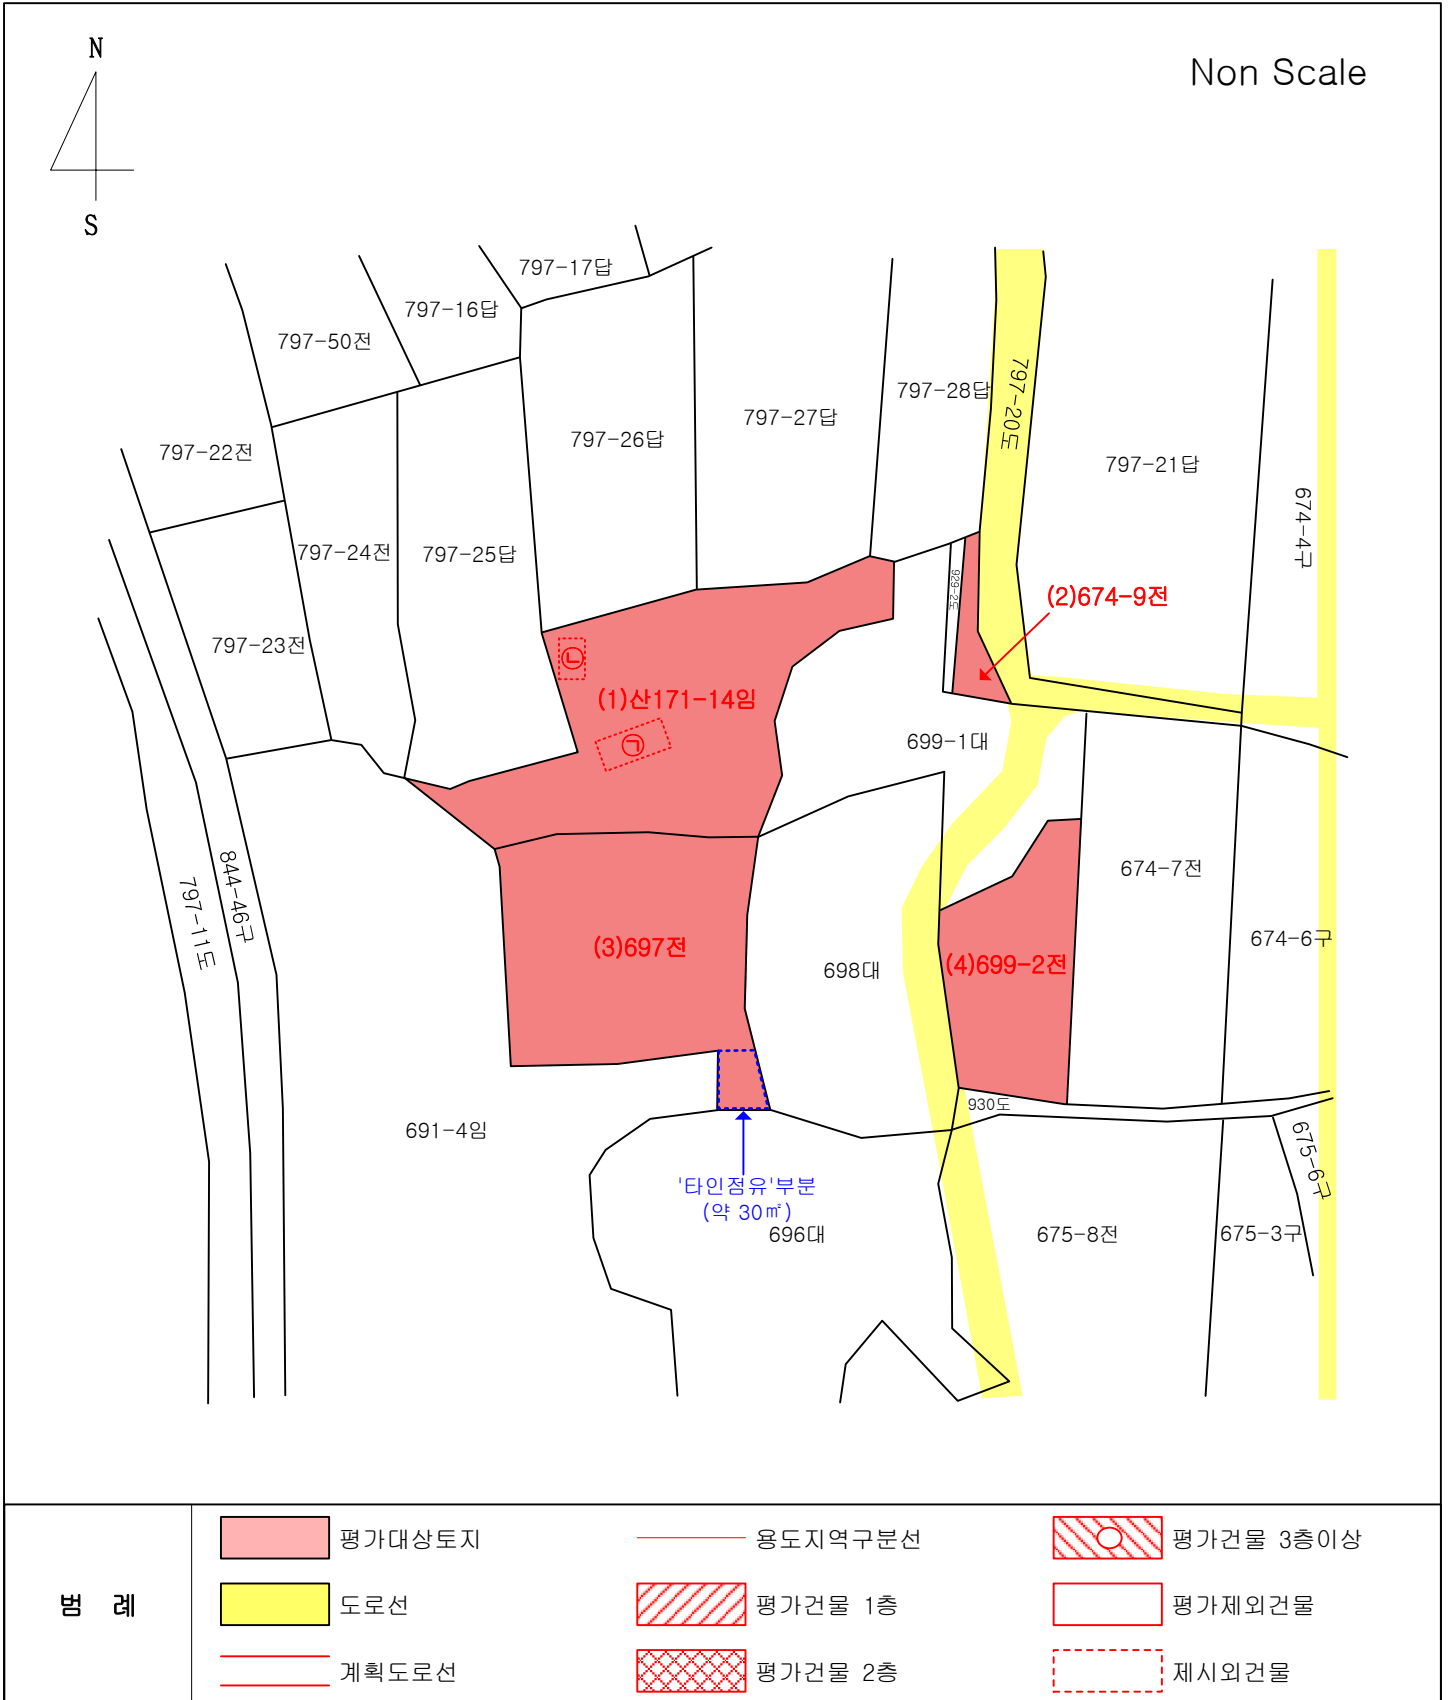 N
Non Scale
S
797-17답
797-16답
797-50전
797-28답
797-20도
797-27답
797-26답
797-22전
797-21답
674-4구
797-24전
797-25답
929-2도
(2)674-9전
797-23전
(1)산171-14임
㉡
㉠
699-1대
674-7전
844-46구
797-11도
(3)697전
674-6구
698대
(4)699-2전
930도
691-4임
675-6구
'타인점유'부분
(약 30㎡)
696대
675-8전
675-3구
범 례
평가대상토지
용도지역구분선
평가건물 3층이상
도로선
평가건물 1층
평가제외건물
계획도로선
평가건물 2층
제시외건물